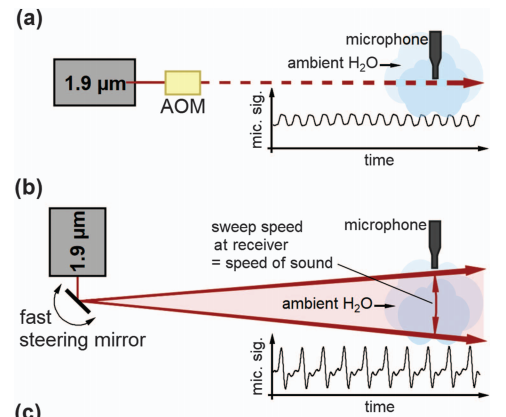 (a)
microphone
ambient H₂O
1.9 μm
AOM
mic. sig.
time
(b)
1.9 μm
sweep speed
at receiver
= speed of sound
microphone
ambient H₂O
fast
steering mirror
mic. sig.
time
(c)